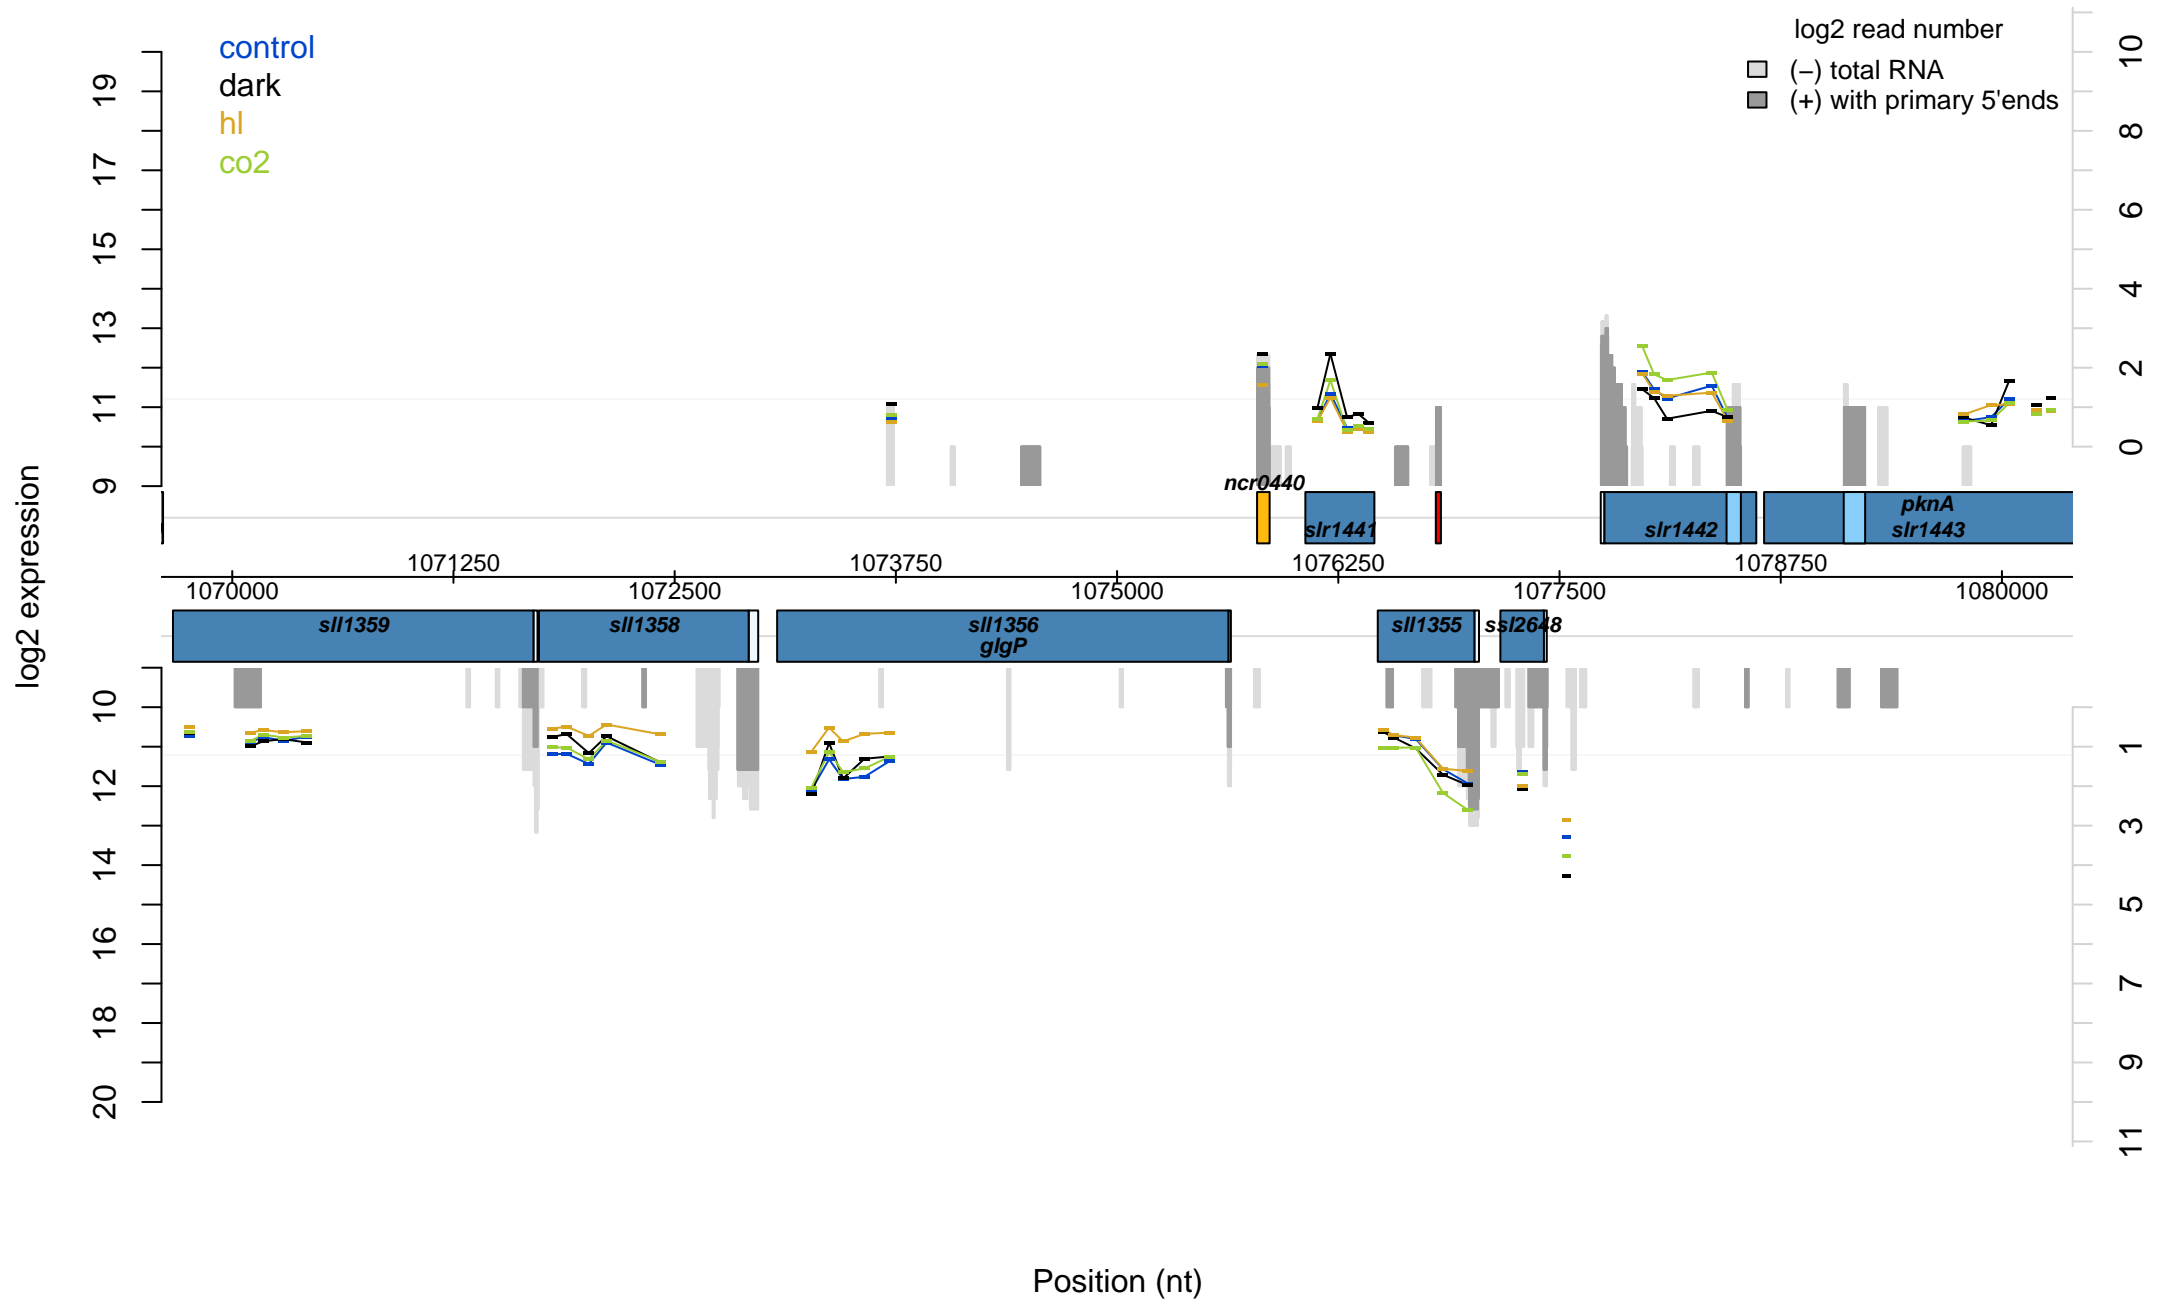 control
dark
hl
co2
log2 read number
(−) total RNA
(+) with primary 5'ends
19
17
15
13
11
9
10
8
6
4
2
0
log2 expression
ncr0440
slr1441
slr1442
pknA
slr1443
1071250
1073750
1076250
1078750
1070000
1072500
1075000
1077500
1080000
sll1359
sll1358
sll1356
glgP
sll1355
ssl2648
10
12
14
16
18
20
1
3
5
7
9
11
Position (nt)